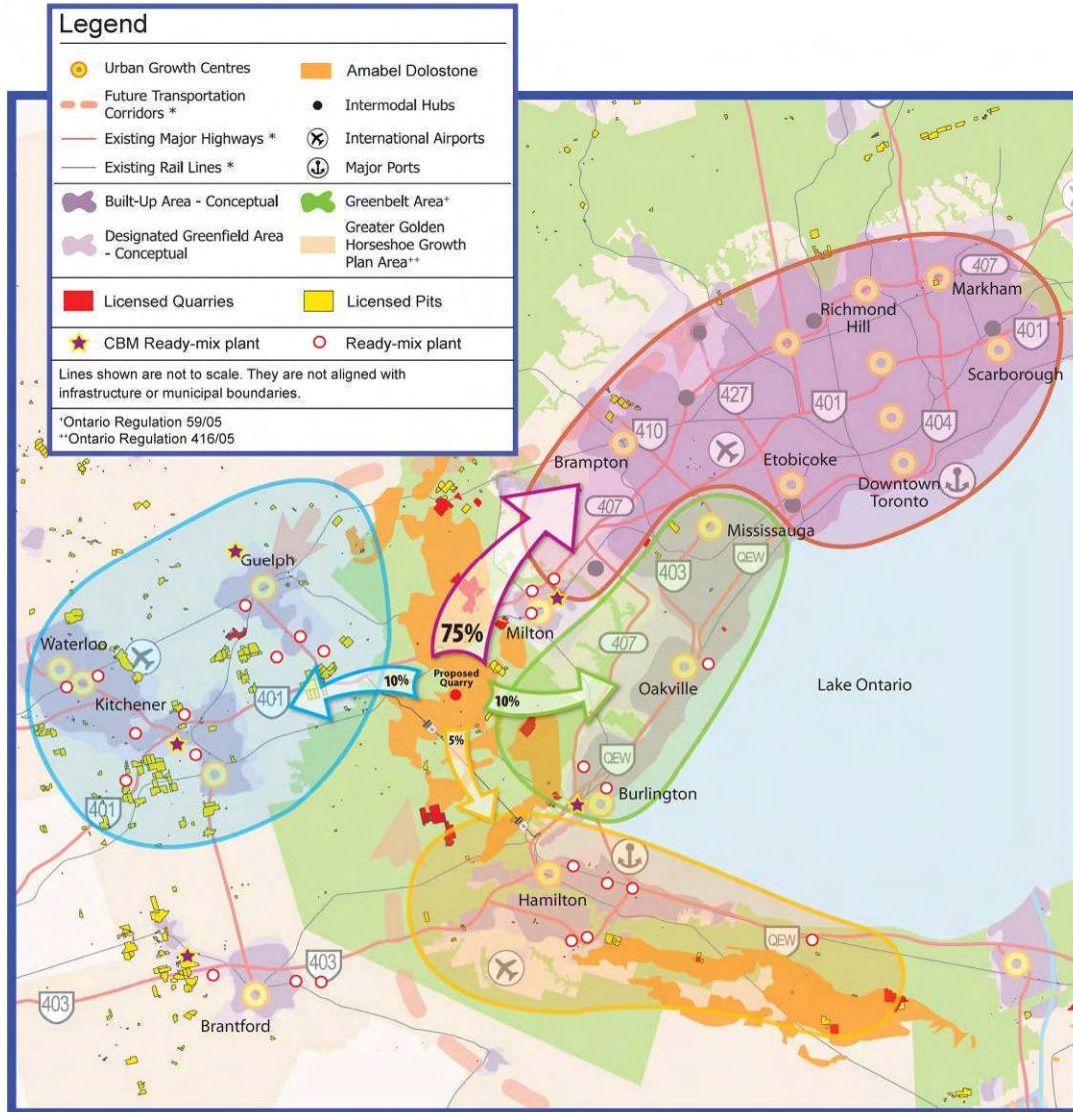 Legend
Urban Growth Centres
Amabel Dolostone
Future Transportation
Corridors *
Intermodal Hubs
Existing Major Highways *
International Airports
Existing Rail Lines *
Major Ports
Built-Up Area - Conceptual
Greenbelt Area+
Designated Greenfield Area
- Conceptual
Greater Golden
Horseshoe Growth
Plan Area++
Licensed Quarries
Licensed Pits
CBM Ready-mix plant
Ready-mix plant
Lines shown are not to scale. They are not aligned with
infrastructure or municipal boundaries.
+Ontario Regulation 59/05
++Ontario Regulation 416/05
407
Markham
Richmond
Hill
401
Scarborough
427
401
410
404
Brampton
Etobicoke
Downtown
Toronto
407
Mississauga
QEW
403
Guelph
75%
Milton
407
Waterloo
Proposed
Quarry
10%
10%
Oakville
Lake Ontario
Kitchener
401
5%
QEW
401
Burlington
Hamilton
QEW
403
403
Brantford